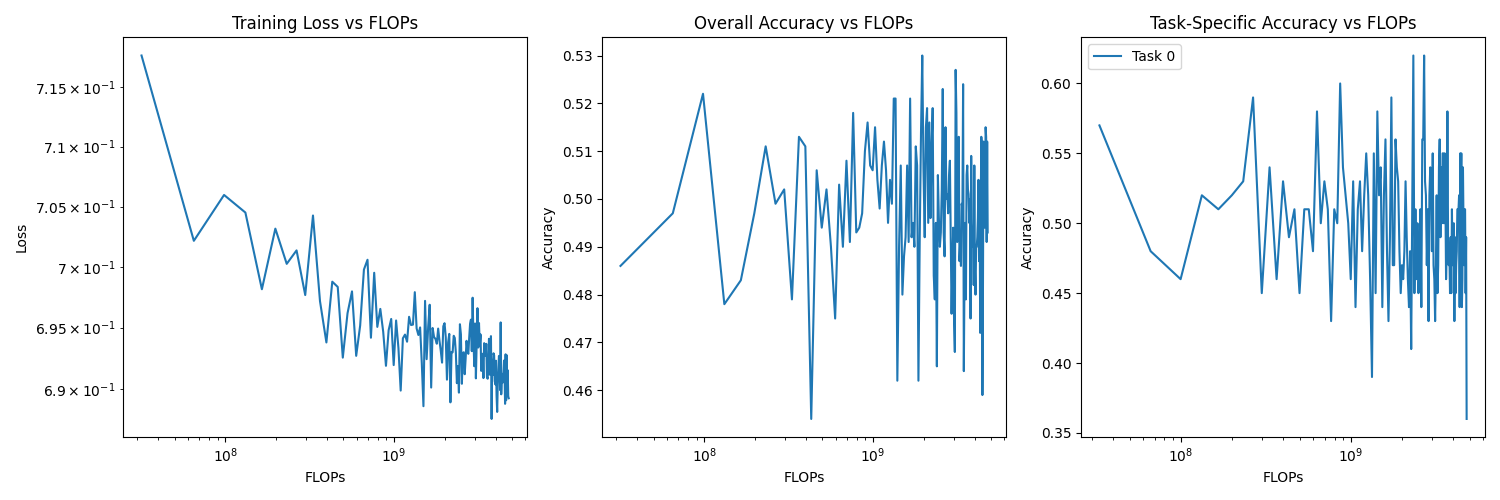 Training Loss vs FLOPs
7.15 × 10⁻¹
7.1 × 10⁻¹
7.05 × 10⁻¹
7 × 10⁻¹
6.95 × 10⁻¹
6.9 × 10⁻¹
Loss
10⁸
10⁹
FLOPs
Overall Accuracy vs FLOPs
0.53
0.52
0.51
0.50
0.49
0.48
0.47
0.46
Accuracy
10⁸
10⁹
FLOPs
Task-Specific Accuracy vs FLOPs
Task 0
0.60
0.55
0.50
0.45
0.40
0.35
Accuracy
10⁸
10⁹
FLOPs